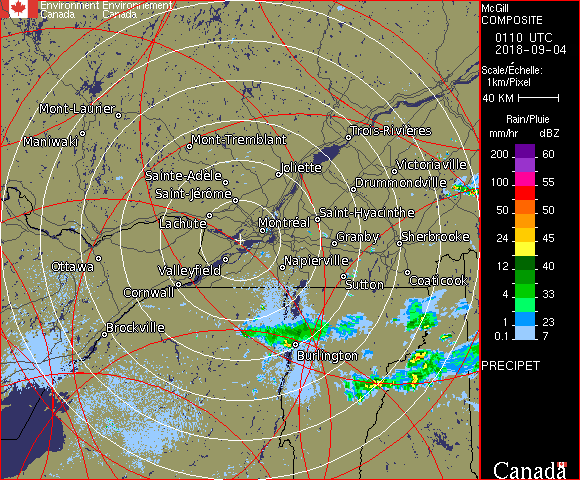 Environment Environnement
Canada Canada
McGill
COMPOSITE
0110 UTC
2018-09-04
Scale/Échelle:
1km/Pixel
40 KM
Rain/Pluie
mm/hr dBZ
200 60
100 55
50 50
24 45
12 40
4 33
1 23
0.1 7
PRECIPET
Canada
Mont-Laurier
Maniwaki
Mont-Tremblant
Trois-Rivières
Joliette
Victoriaville
Sainte-Adèle
Drummondville
Saint-Jérôme
Lachute
Saint-Hyacinthe
Montréal
Granby
Sherbrooke
Ottawa
Valleyfield
Napierville
Cornwall
Sutton
Coaticook
Brockville
Burlington